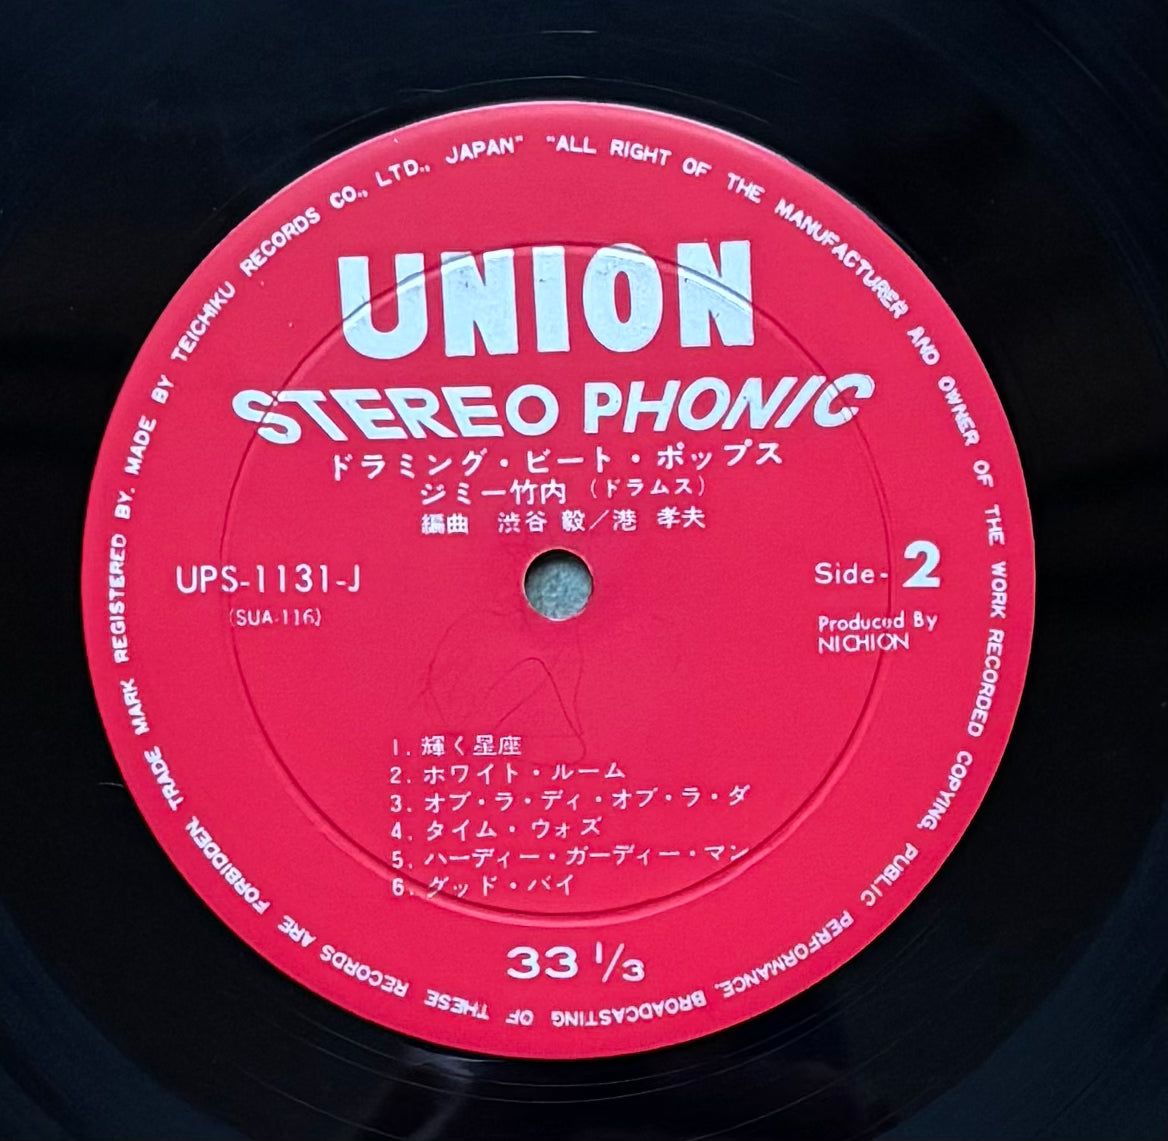 UNION
STEREO PHONIC
ドラミング・ビート・ポップス
ジミー竹内 (ドラムス)
編曲 渋谷 毅／港 孝夫
UPS-1131-J
(SUA-116)
Side-2
Produced By
NICHION
1. 輝く星座
2. ホワイト・ルーム
3. オブ・ラ・ディ・オブ・ラ・ダ
4. タイム・ウォズ
5. ハーディー・ガーディー・マン
6. グッド・バイ
33 1/3
"ALL RIGHT OF THE MANUFACTURER AND OWNER OF THE WORK RECORDED COPYING, PUBLIC PERFORMANCE, BROADCASTING OF THESE RECORDS ARE FORBIDDEN. TRADE MARK REGISTERED BY. MADE BY TEICHIKU RECORDS CO., LTD., JAPAN"